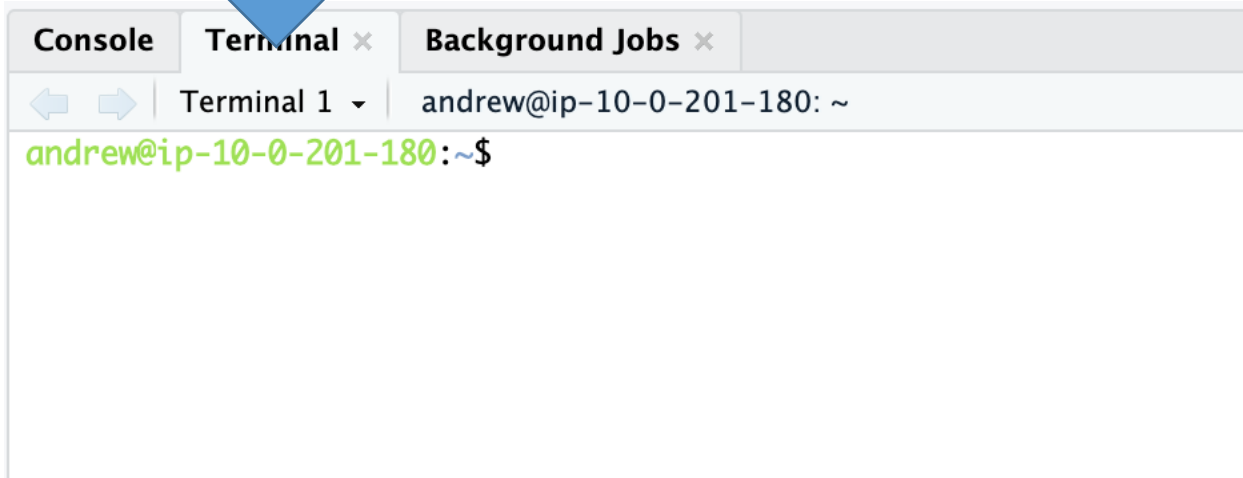 Console Terminal × Background Jobs ×
Terminal 1 andrew@ip-10-0-201-180: ~
andrew@ip-10-0-201-180:~$